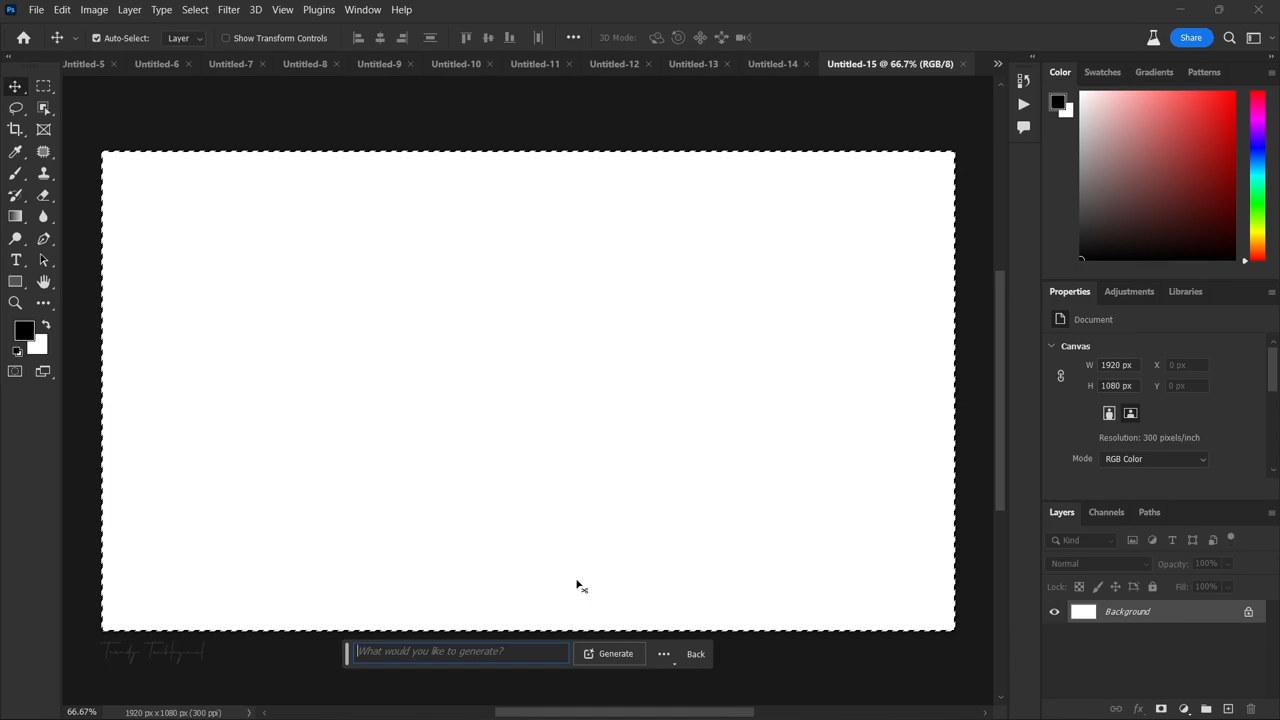 Ps File Edit Image Layer Type Select Filter 3D View Plugins Window Help
Auto-Select: Layer Show Transform Controls 3D Mode: Share
Untitled-5 Untitled-6 Untitled-7 Untitled-8 Untitled-9 Untitled-10 Untitled-11 Untitled-12 Untitled-13 Untitled-14 Untitled-15 @ 66.7% (RGB/8)
Color Swatches Gradients Patterns
Properties Adjustments Libraries
Document
Canvas
W 1920 px X 0 px
H 1080 px Y 0 px
Resolution: 300 pixels/inch
Mode RGB Color
Layers Channels Paths
Kind
Normal Opacity: 100%
Lock: Fill: 100%
Background
What would you like to generate? Generate Back
66.67% 1920 px x 1080 px (300 ppi)